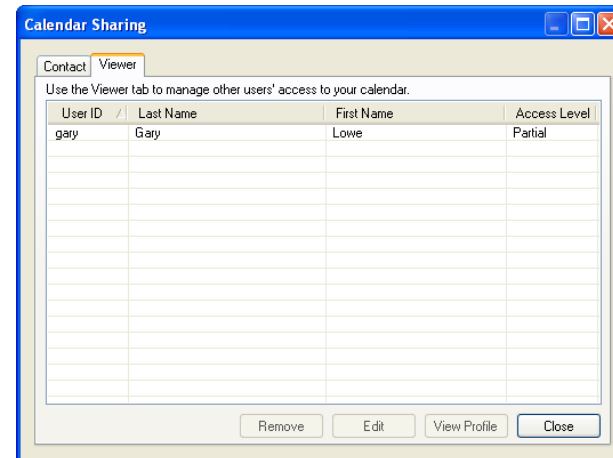 Calendar Sharing
Contact Viewer
Use the Viewer tab to manage other users' access to your calendar.
User ID Last Name First Name Access Level
gary Gary Lowe Partial
Remove Edit View Profile Close